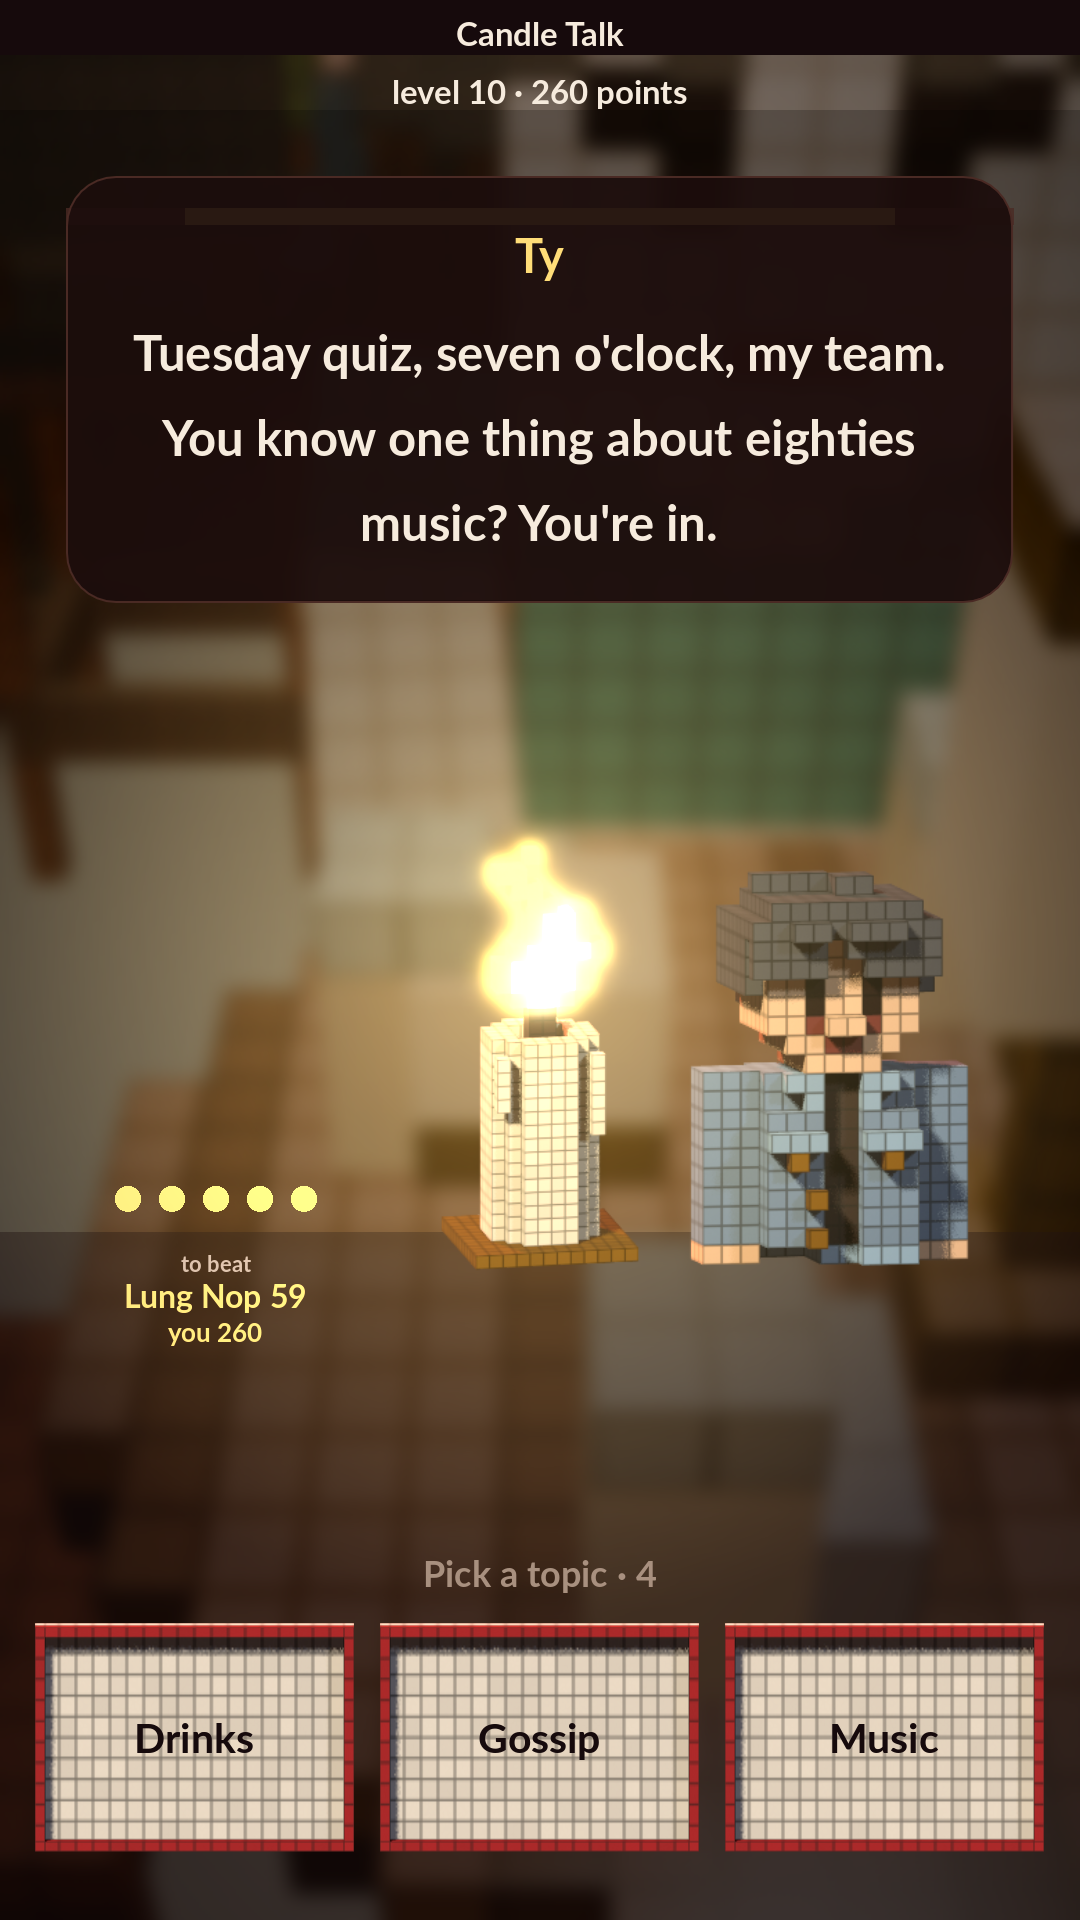 Candle Talk
level 10 · 260 points
Ty
Tuesday quiz, seven o'clock, my team.
You know one thing about eighties
music? You're in.
to beat
Lung Nop 59
you 260
Pick a topic · 4
Drinks
Gossip
Music